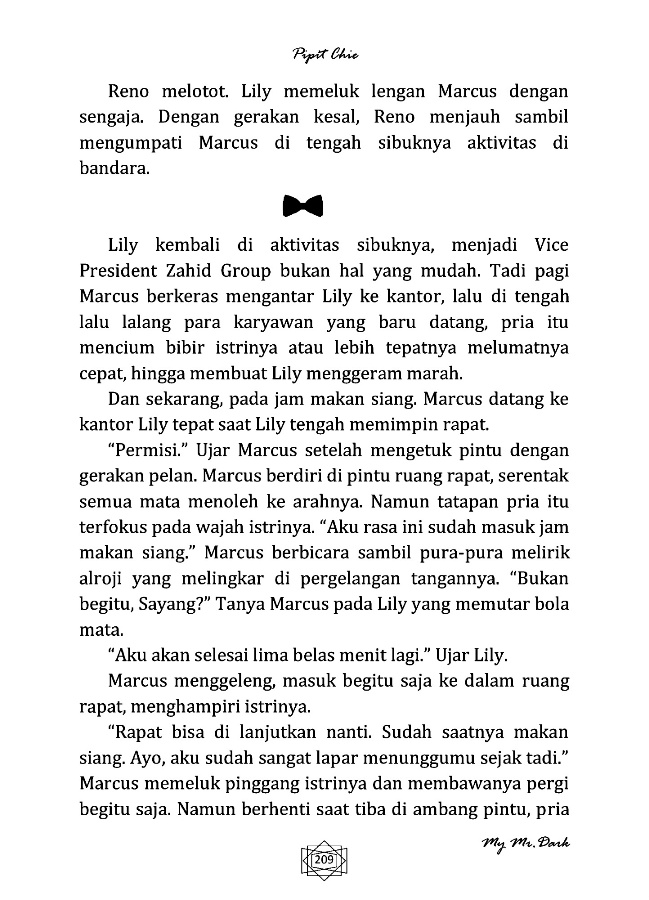 Pipit Chie
Reno melotot. Lily memeluk lengan Marcus dengan
sengaja. Dengan gerakan kesal, Reno menjauh sambil
mengumpati Marcus di tengah sibuknya aktivitas di
bandara.
Lily kembali di aktivitas sibuknya, menjadi Vice
President Zahid Group bukan hal yang mudah. Tadi pagi
Marcus berkeras mengantar Lily ke kantor, lalu di tengah
lalu lalang para karyawan yang baru datang, pria itu
mencium bibir istrinya atau lebih tepatnya melumatnya
cepat, hingga membuat Lily menggeram marah.
Dan sekarang, pada jam makan siang. Marcus datang ke
kantor Lily tepat saat Lily tengah memimpin rapat.
“Permisi.” Ujar Marcus setelah mengetuk pintu dengan
gerakan pelan. Marcus berdiri di pintu ruang rapat, serentak
semua mata menoleh ke arahnya. Namun tatapan pria itu
terfokus pada wajah istrinya. “Aku rasa ini sudah masuk jam
makan siang.” Marcus berbicara sambil pura-pura melirik
alroji yang melingkar di pergelangan tangannya. “Bukan
begitu, Sayang?” Tanya Marcus pada Lily yang memutar bola
mata.
“Aku akan selesai lima belas menit lagi.” Ujar Lily.
Marcus menggeleng, masuk begitu saja ke dalam ruang
rapat, menghampiri istrinya.
“Rapat bisa di lanjutkan nanti. Sudah saatnya makan
siang. Ayo, aku sudah sangat lapar menunggumu sejak tadi.”
Marcus memeluk pinggang istrinya dan membawanya pergi
begitu saja. Namun berhenti saat tiba di ambang pintu, pria
My Mr. Dark
209